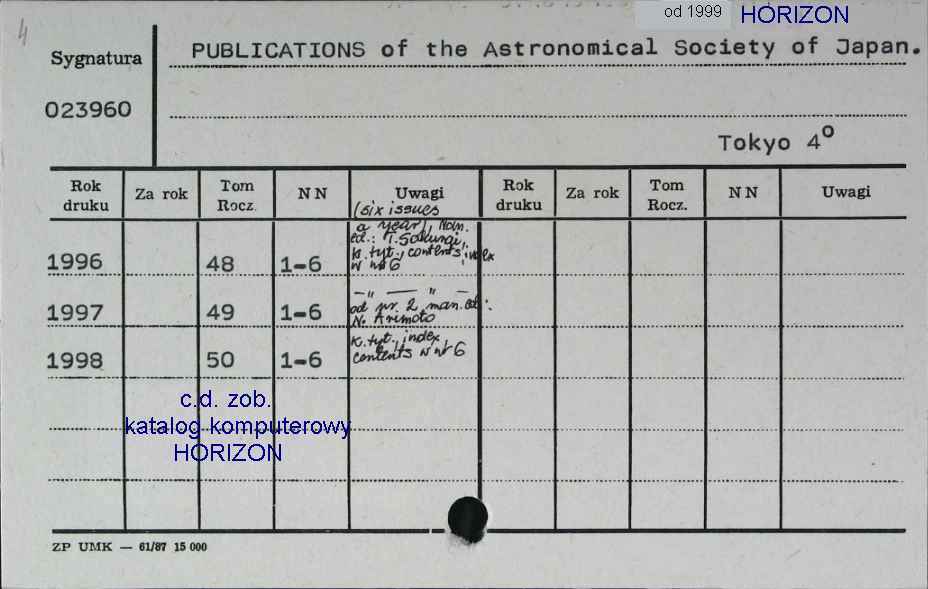 4
od 1999 HORIZON
Sygnatura
PUBLICATIONS of the Astronomical Society of Japan.
023960
Tokyo 4º
Rok druku Za rok Tom Rocz. NN Uwagi Rok druku Za rok Tom Rocz. NN Uwagi
(six issues
a year), Man.
ed.: T. Sakurai,
k. tyt., contents, index
1996 48 1-6 w nr 6
—„— —„—
od nr. 2 man. ed.:
1997 49 1-6 N. Arimoto
k. tyt., index,
1998 50 1-6 contents w nr 6
c.d. zob.
katalog komputerowy
HORIZON
ZP UMK — 61/87 15 000